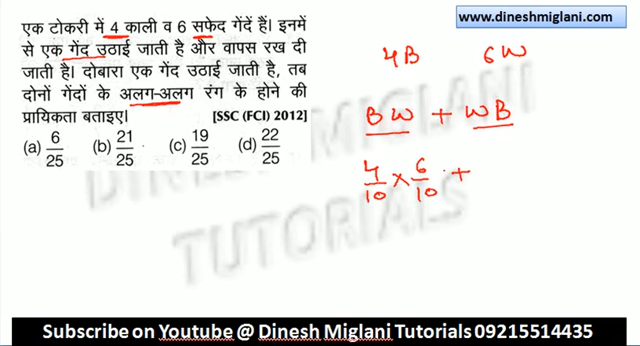 www.dineshmiglani.com
एक टोकरी में 4 काली व 6 सफेद गेंदें हैं। इनमें
से एक गेंद उठाई जाती है और वापस रख दी
जाती है। दोबारा एक गेंद उठाई जाती है, तब
दोनों गेंदों के अलग-अलग रंग के होने की
प्रायिकता बताइए। [SSC (FCI) 2012]
(a) 6/25 (b) 21/25 (c) 19/25 (d) 22/25
4B 6W
BW + WB
4/10 × 6/10 +
DINESH MIGLANI
TUTORIALS
Subscribe on Youtube @ Dinesh Miglani Tutorials 09215514435